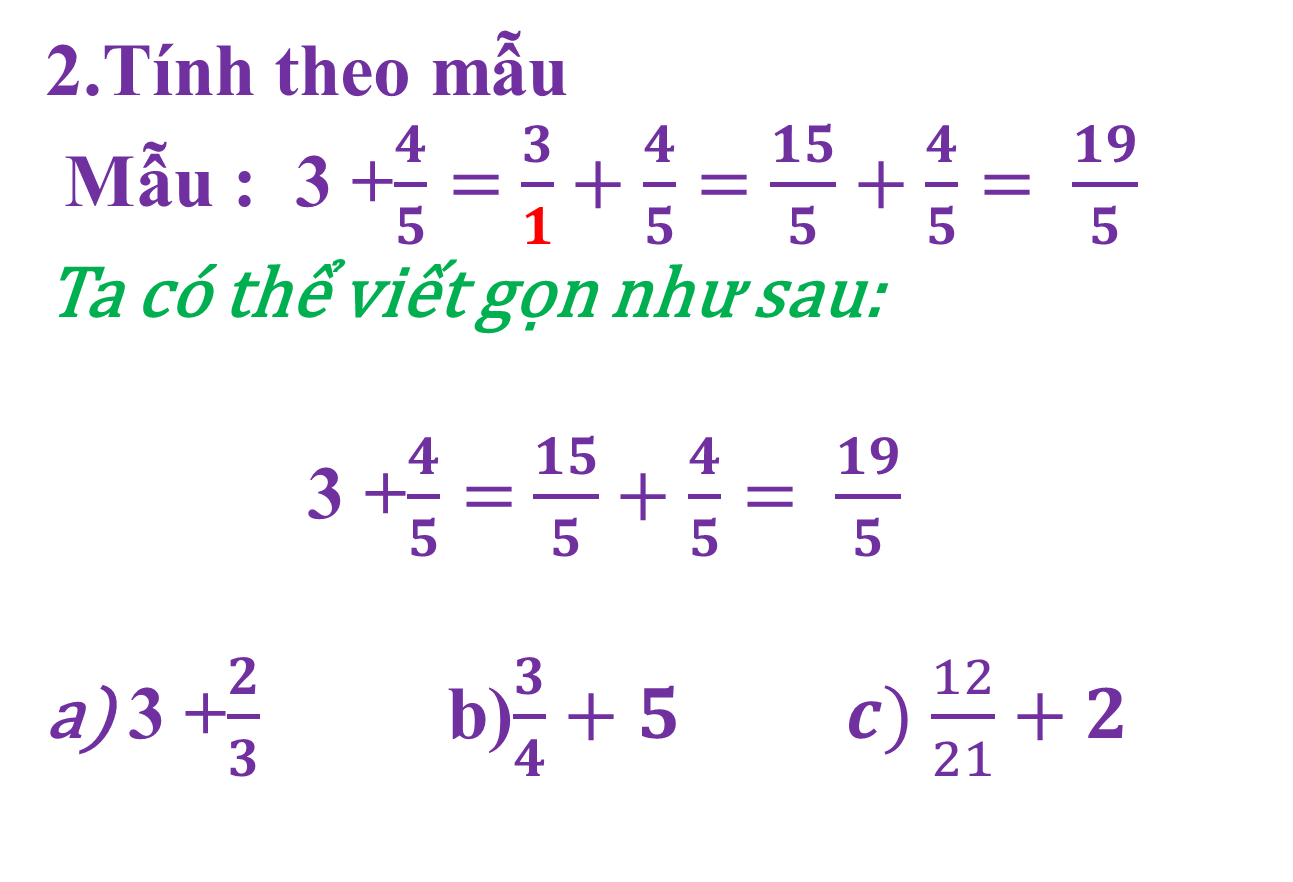 2.Tính theo mẫu
Mẫu : 3 + 4/5 = 3/1 + 4/5 = 15/5 + 4/5 = 19/5
Ta có thể viết gọn như sau:
3 + 4/5 = 15/5 + 4/5 = 19/5
a) 3 + 2/3 b) 3/4 + 5 c) 12/21 + 2